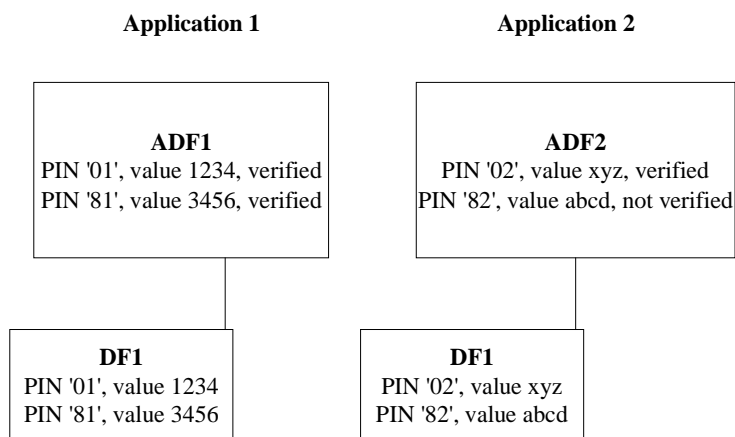 Application 1
Application 2
ADF1
PIN '01', value 1234, verified
PIN '81', value 3456, verified
ADF2
PIN '02', value xyz, verified
PIN '82', value abcd, not verified
DF1
PIN '01', value 1234
PIN '81', value 3456
DF1
PIN '02', value xyz
PIN '82', value abcd